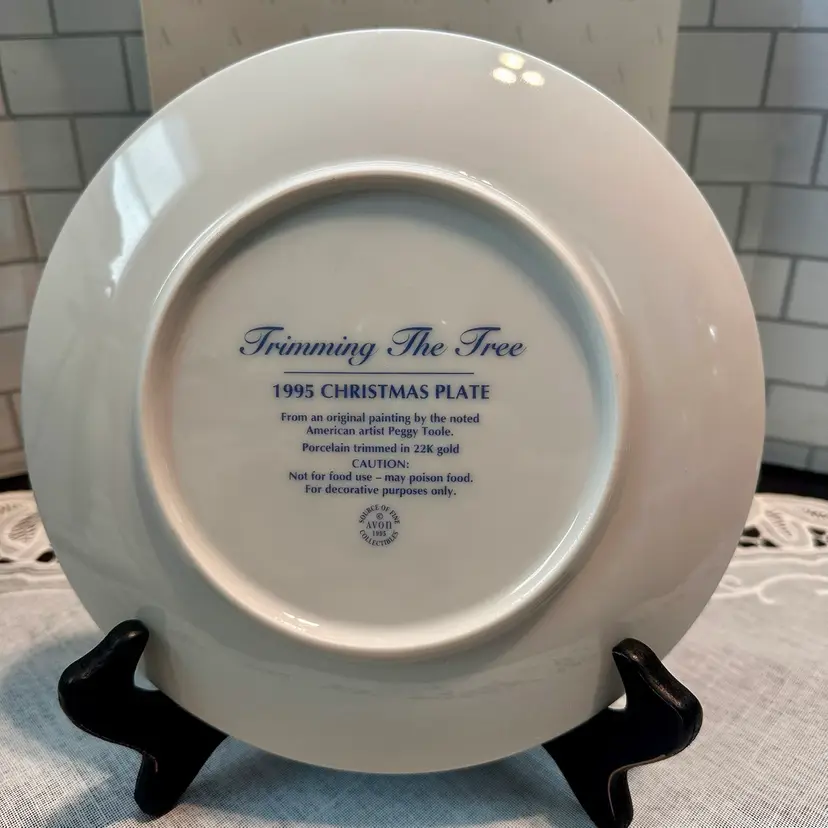 Trimming The Tree
1995 CHRISTMAS PLATE
From an original painting by the noted
American artist Peggy Toole.
Porcelain trimmed in 22K gold
CAUTION:
Not for food use – may poison food.
For decorative purposes only.
SOURCE OF FINE
©
AVON
1995
COLLECTIBLES